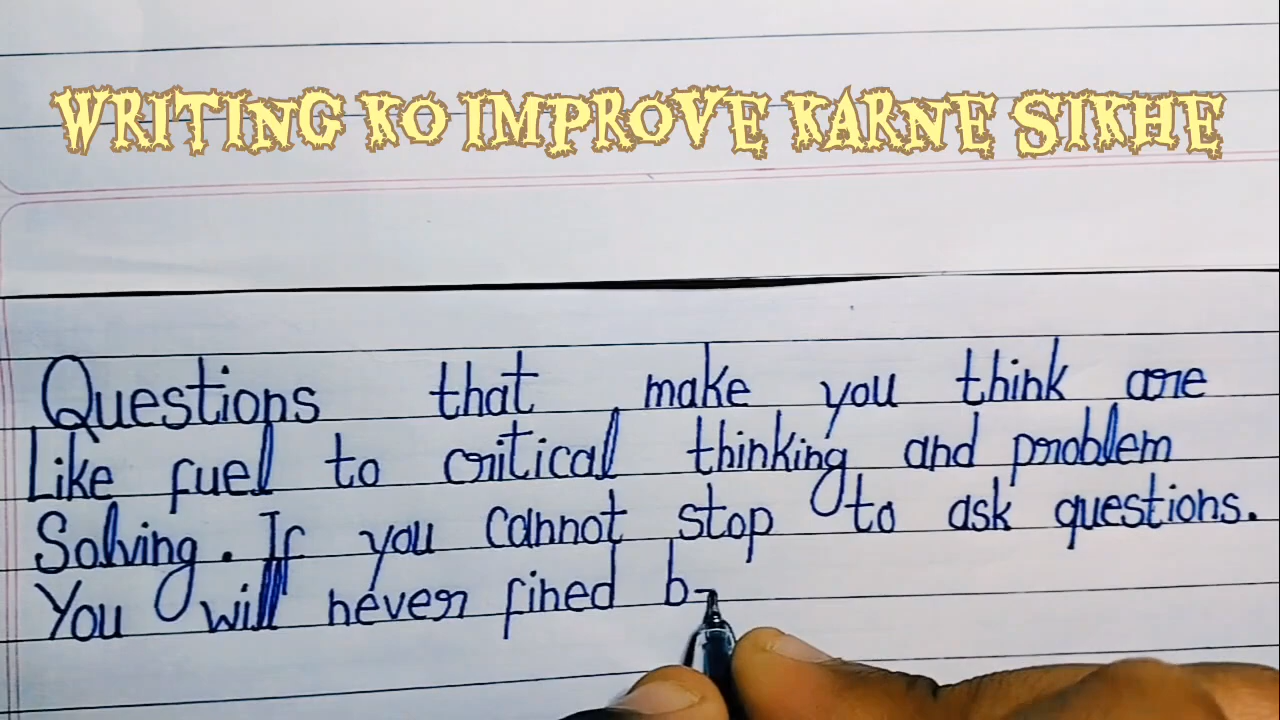 WRITING KO IMPROVE KARNE SIKHE
Questions that make you think are
Like fuel to critical thinking and problem
Solving. If you cannot stop to ask questions.
You will never fined